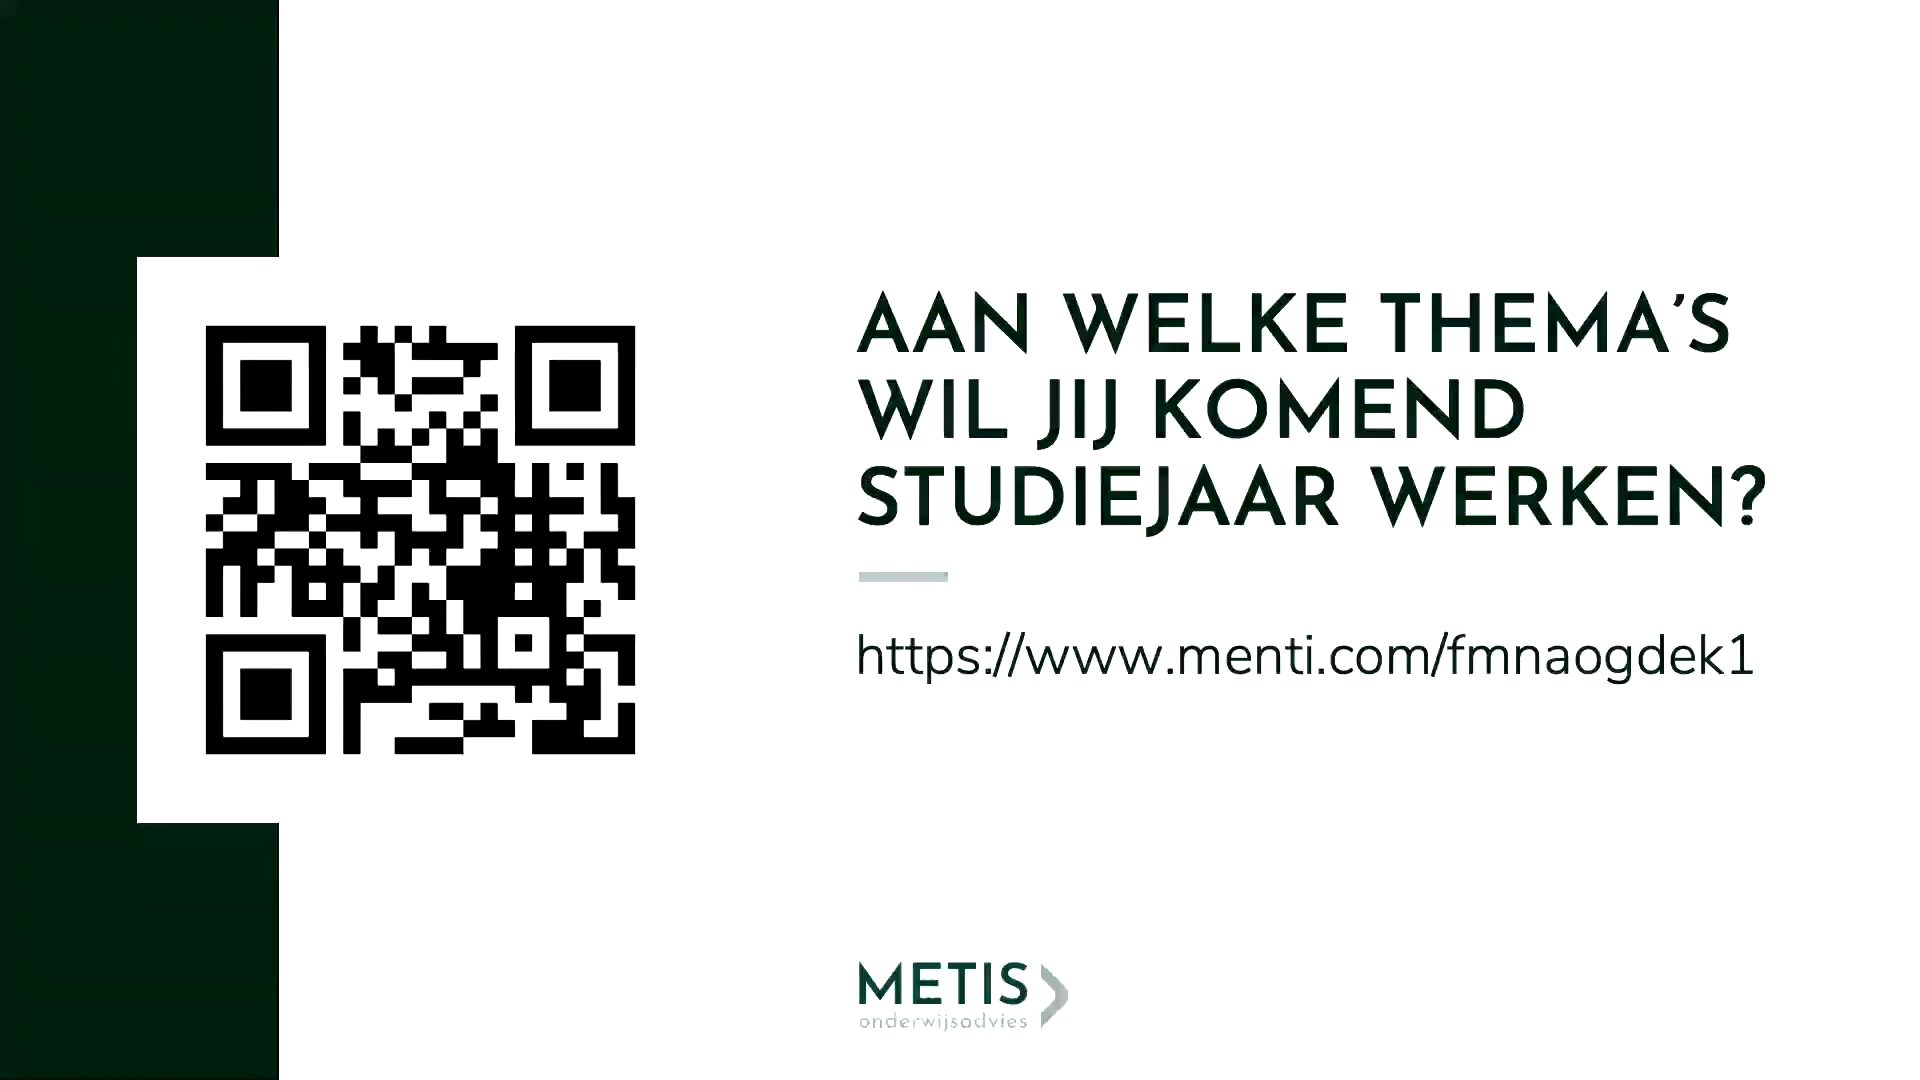 AAN WELKE THEMA'S
WIL JIJ KOMEND
STUDIEJAAR WERKEN?
https://www.menti.com/fmnaogdek1
METIS
onderwijsadvies